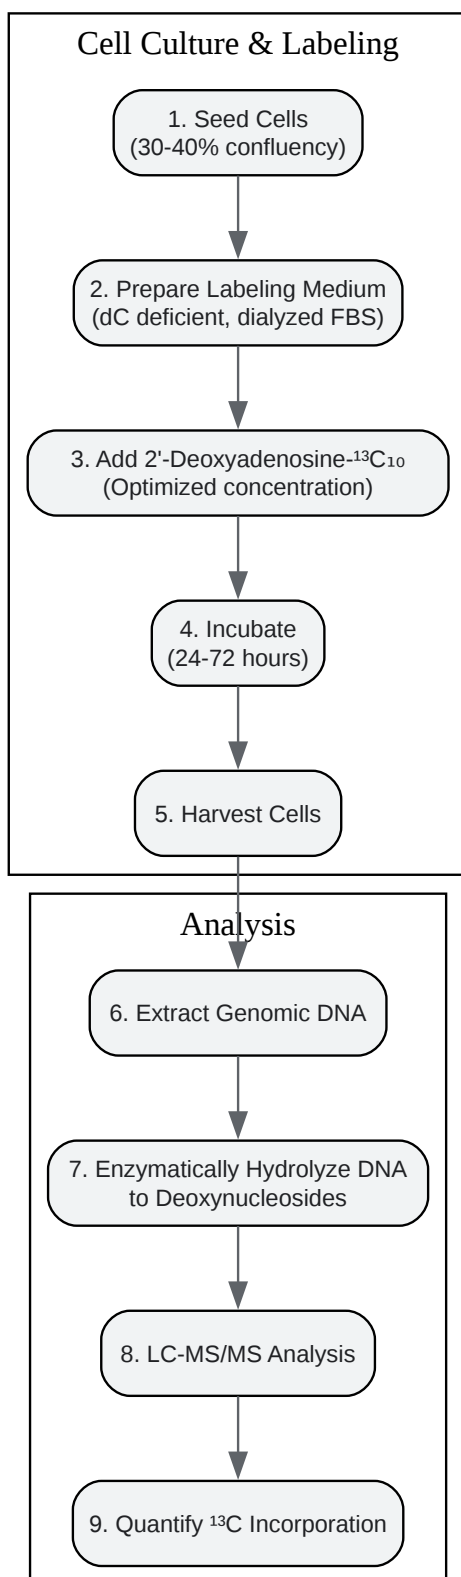 Cell Culture & Labeling
1. Seed Cells
(30-40% confluency)
2. Prepare Labeling Medium
(dC deficient, dialyzed FBS)
3. Add 2'-Deoxyadenosine-¹³C₁₀
(Optimized concentration)
4. Incubate
(24-72 hours)
5. Harvest Cells
Analysis
6. Extract Genomic DNA
7. Enzymatically Hydrolyze DNA
to Deoxynucleosides
8. LC-MS/MS Analysis
9. Quantify ¹³C Incorporation